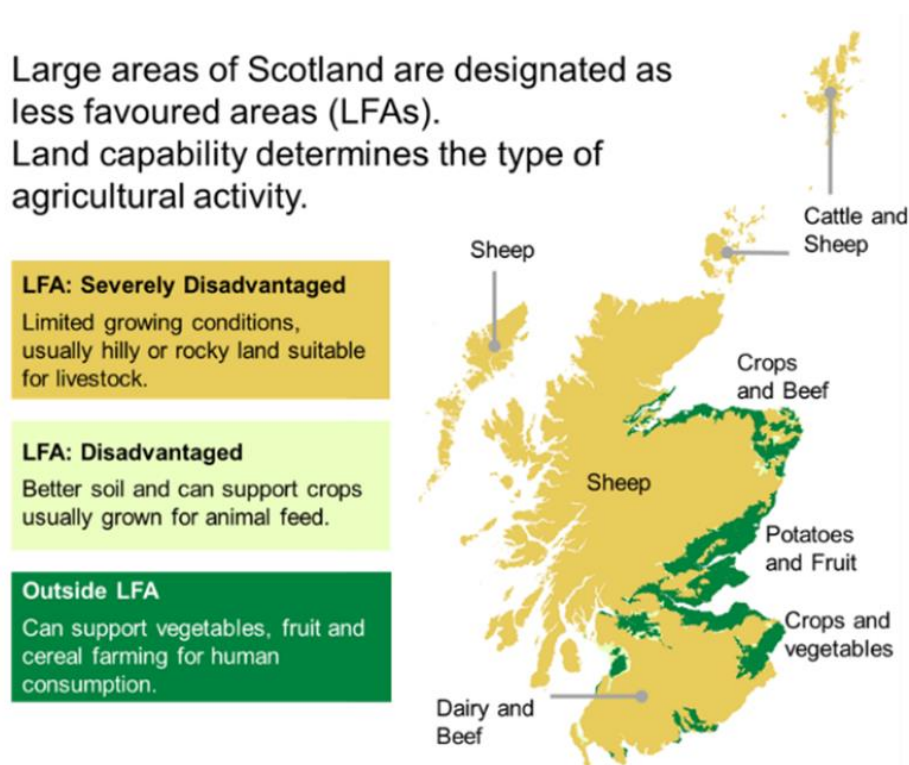 Large areas of Scotland are designated as
less favoured areas (LFAs).
Land capability determines the type of
agricultural activity.
LFA: Severely Disadvantaged
Limited growing conditions,
usually hilly or rocky land suitable
for livestock.
LFA: Disadvantaged
Better soil and can support crops
usually grown for animal feed.
Outside LFA
Can support vegetables, fruit and
cereal farming for human
consumption.
Cattle and
Sheep
Sheep
Crops
and Beef
Sheep
Potatoes
and Fruit
Crops and
vegetables
Dairy and
Beef